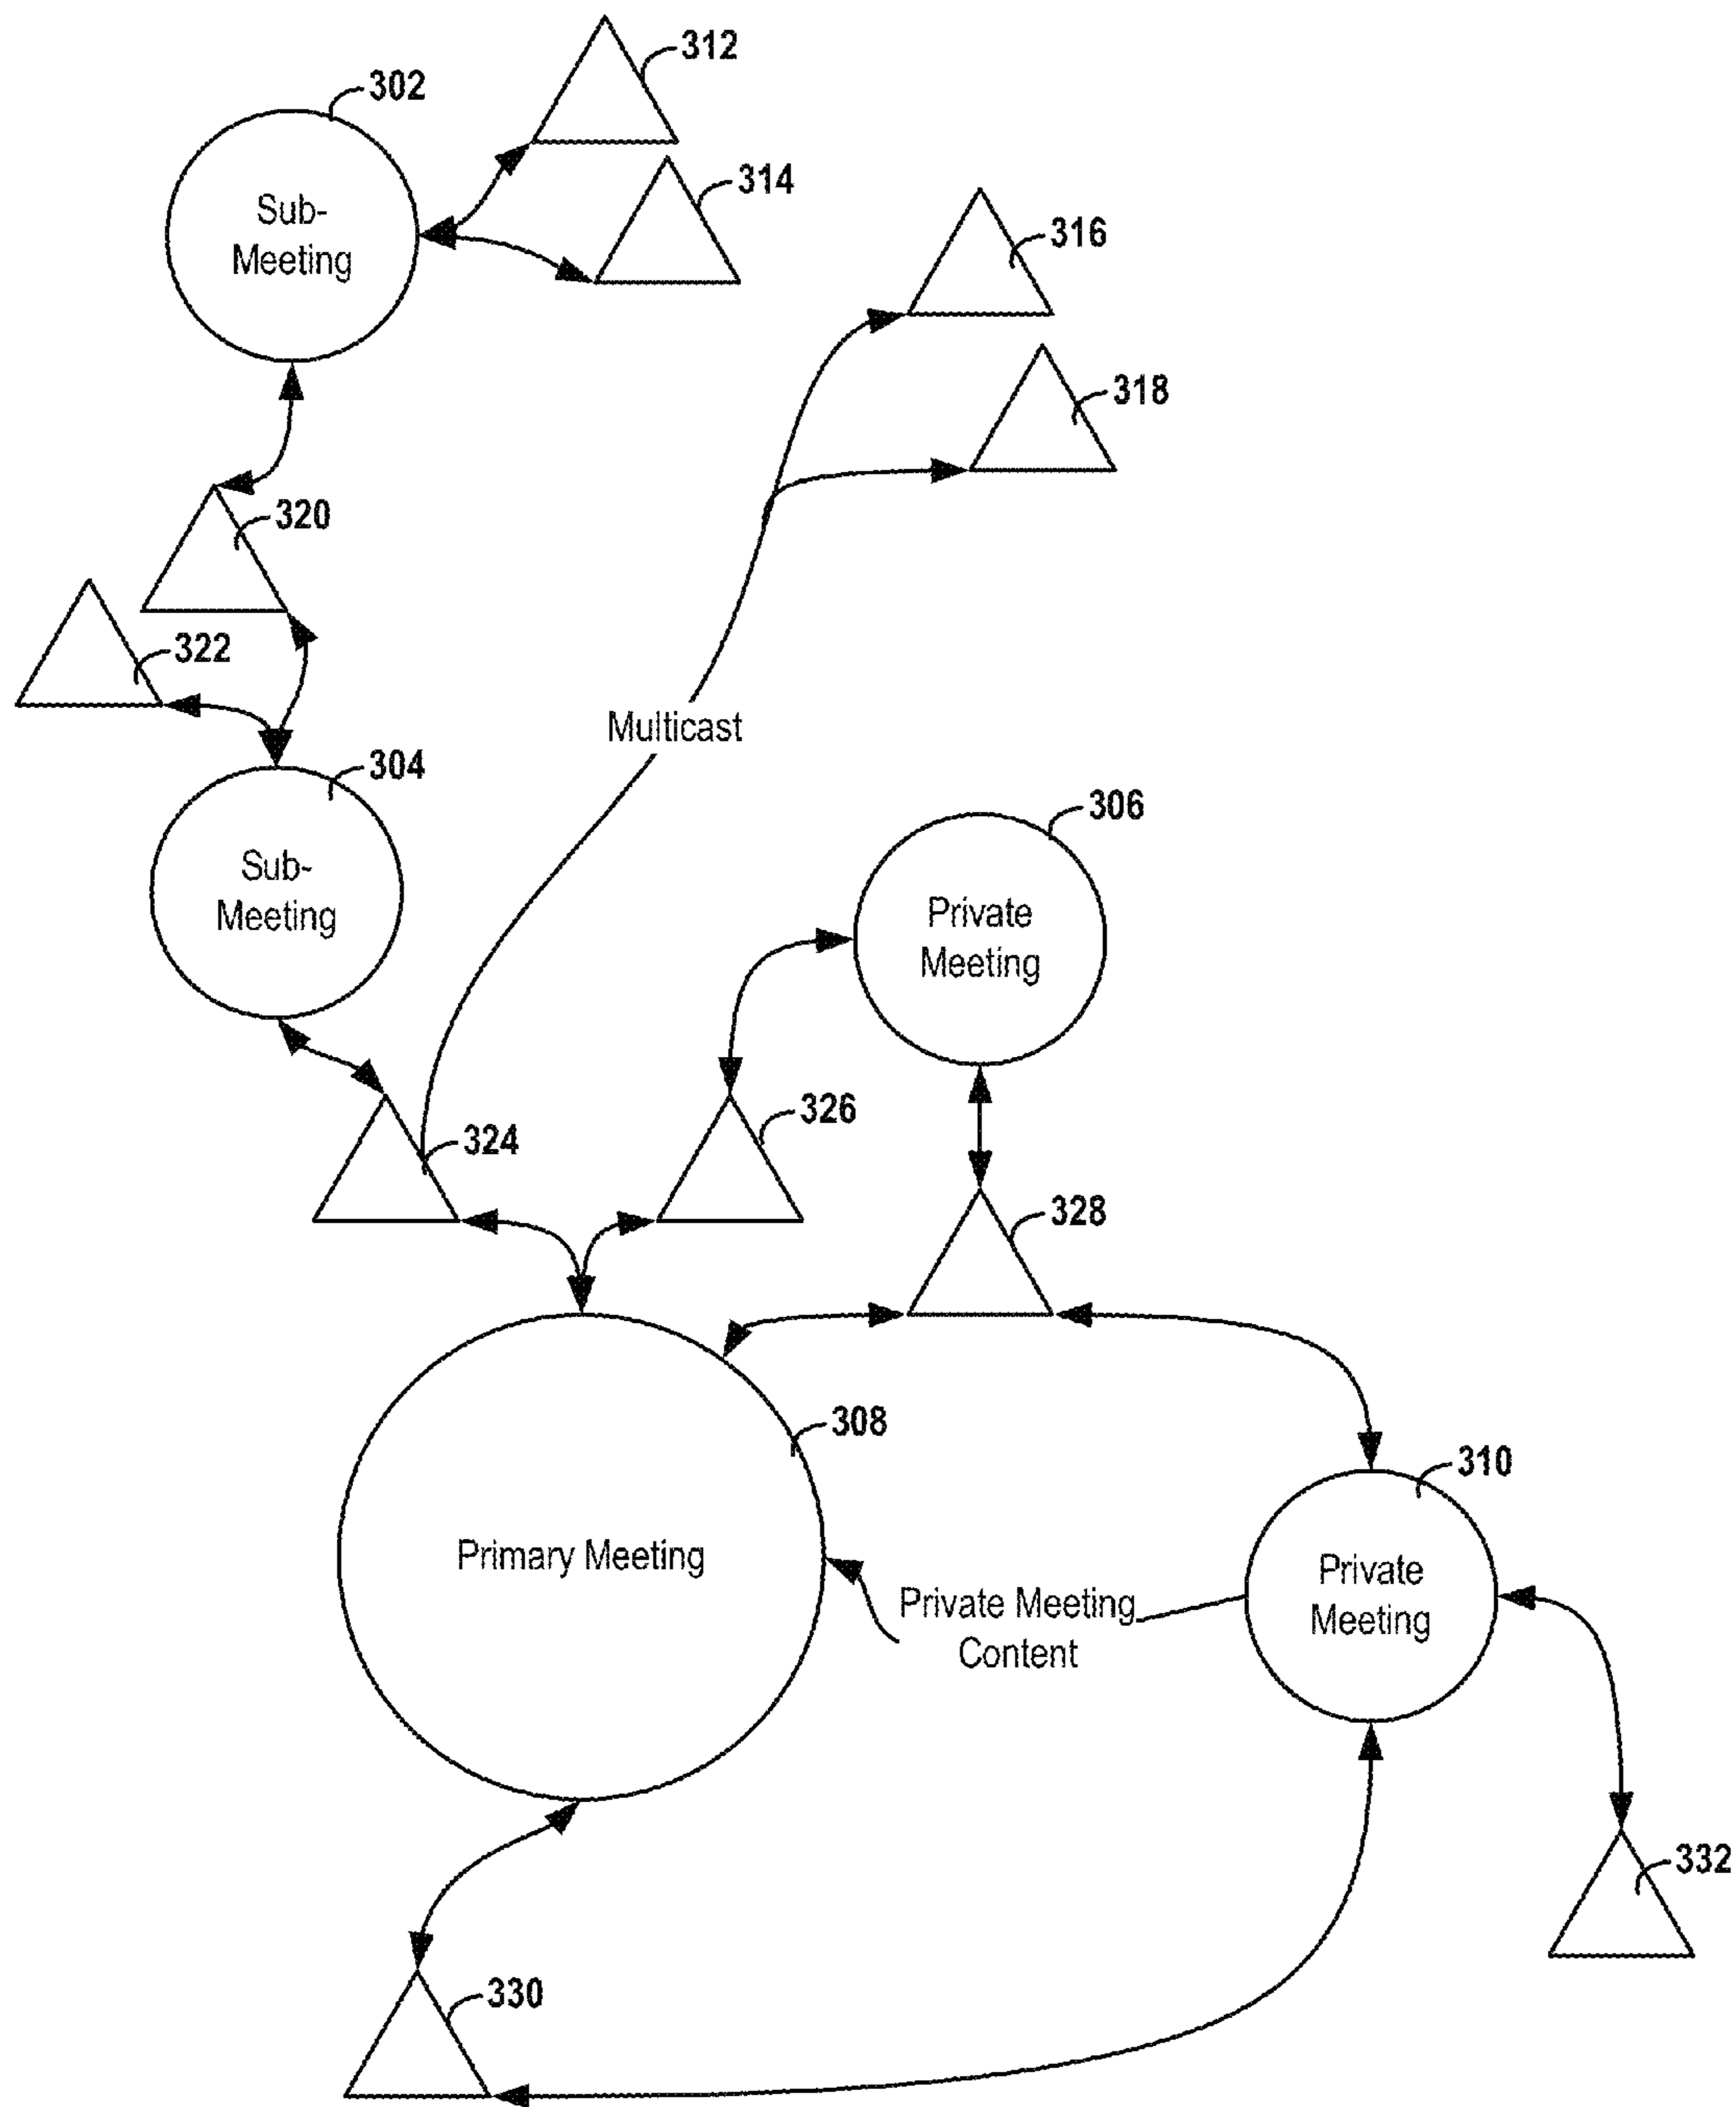 312
302
314
Sub-
Meeting
316
318
320
322
Multicast
304
306
Sub-
Meeting
Private
Meeting
326
324
328
308
310
Primary Meeting
Private
Meeting
Private Meeting
Content
332
330